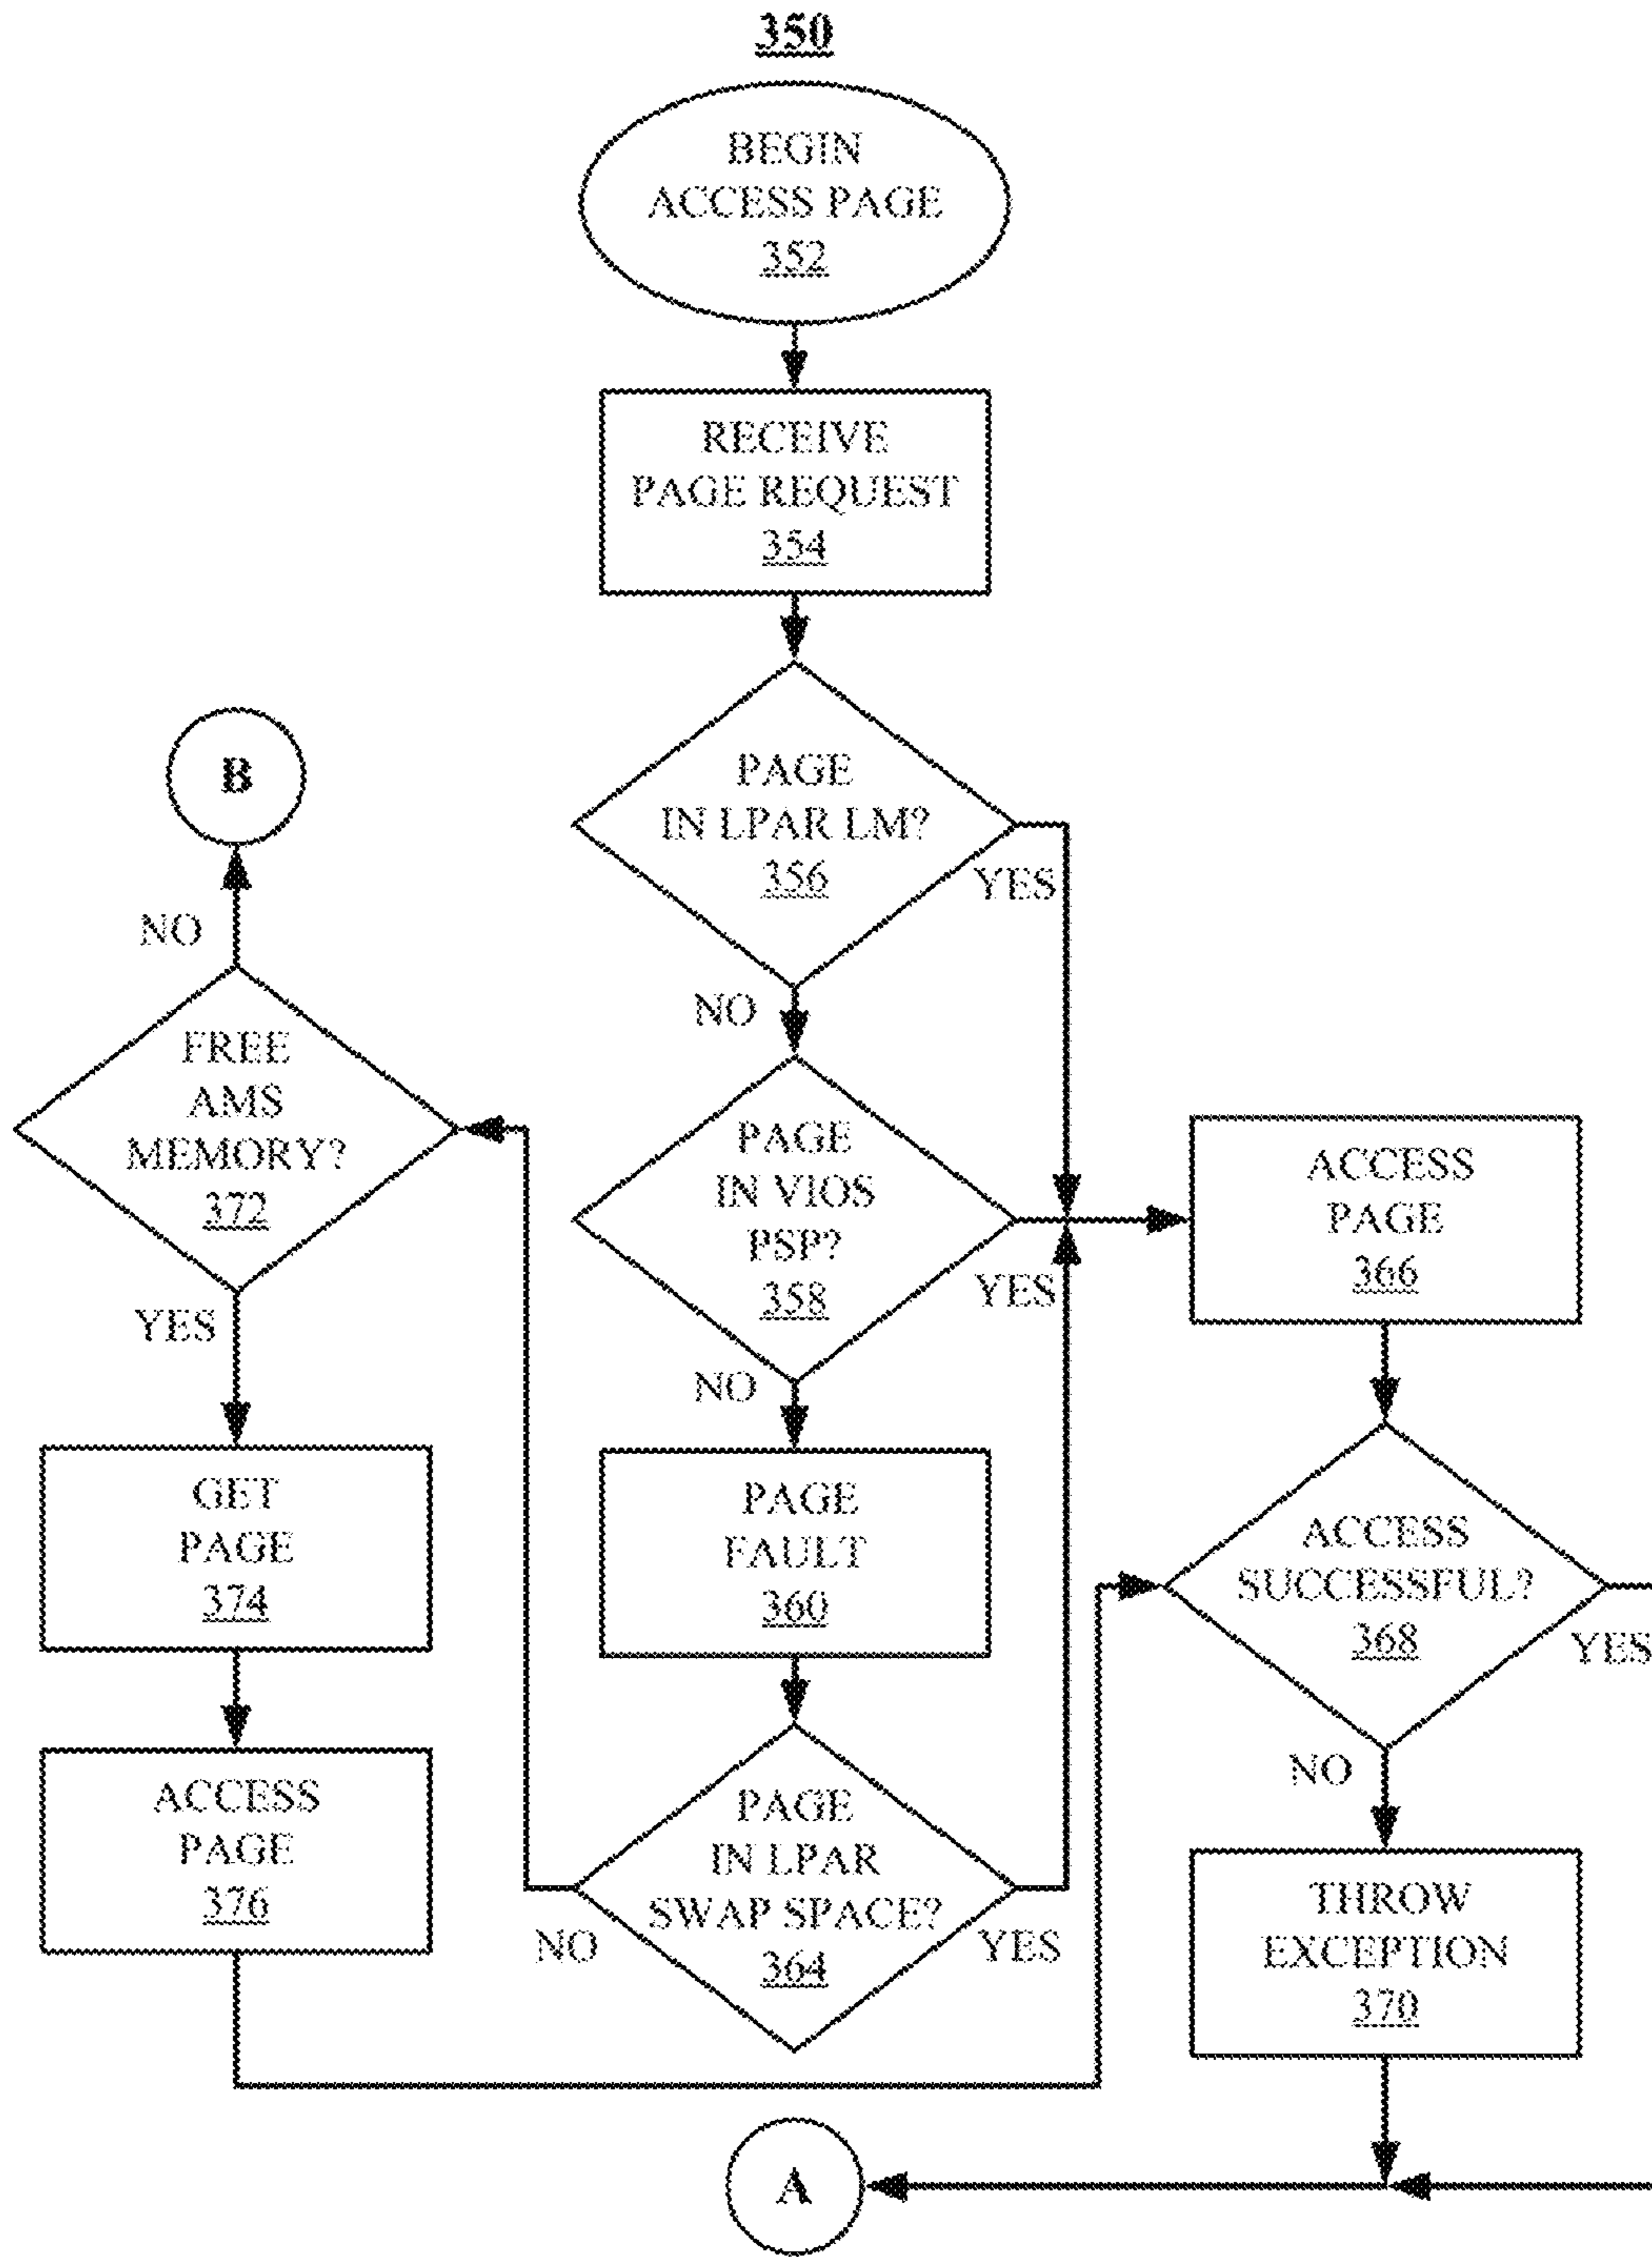 350
BEGIN
ACCESS PAGE
352
RECEIVE
PAGE REQUEST
354
PAGE
IN LPAR LM?
356
YES
NO
B
NO
FREE
AMS
MEMORY?
372
YES
PAGE
IN VIOS
PSP?
358
YES
NO
ACCESS
PAGE
366
GET
PAGE
374
PAGE
FAULT
360
ACCESS
SUCCESSFUL?
368
YES
NO
ACCESS
PAGE
376
PAGE
IN LPAR
SWAP SPACE?
364
NO
YES
THROW
EXCEPTION
370
A